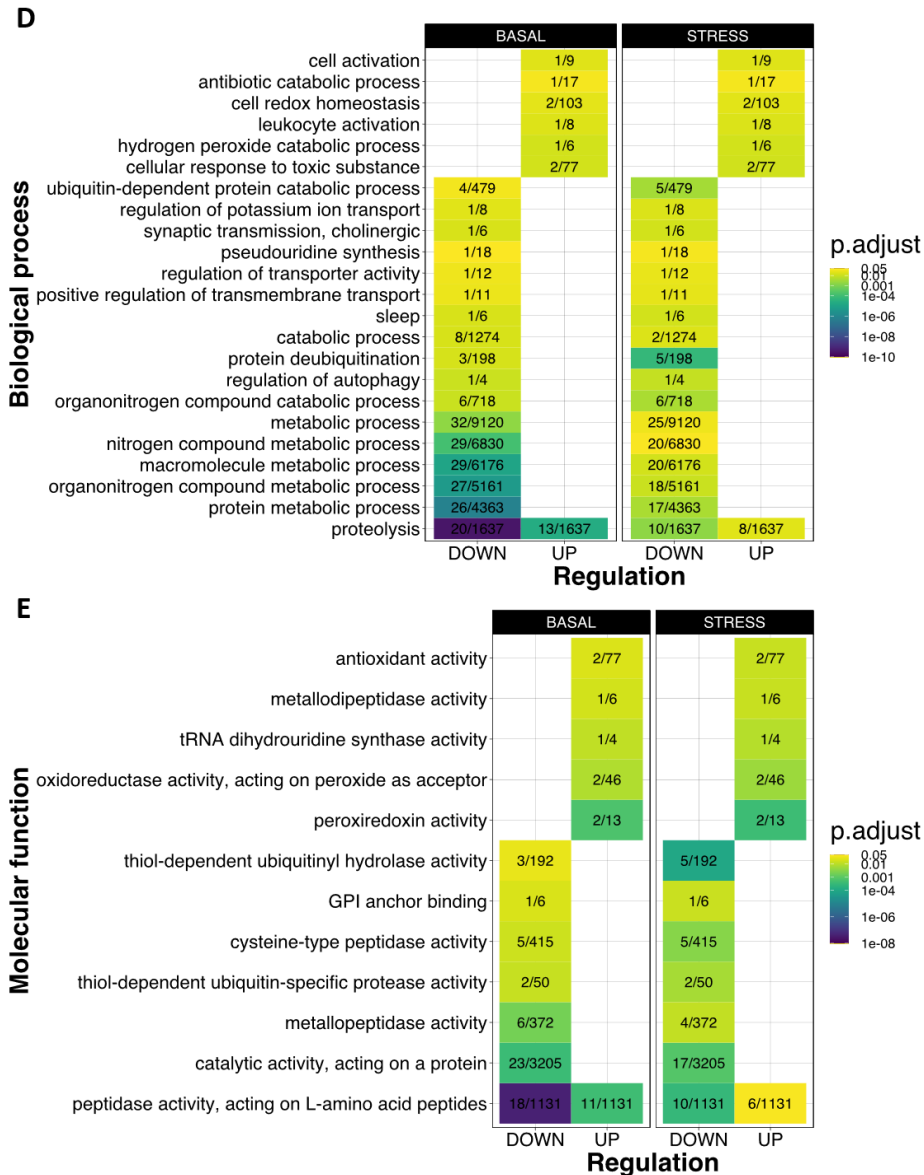 D
BASAL STRESS
cell activation 1/9 1/9
antibiotic catabolic process 1/17 1/17
cell redox homeostasis 2/103 2/103
leukocyte activation 1/8 1/8
hydrogen peroxide catabolic process 1/6 1/6
cellular response to toxic substance 2/77 2/77
ubiquitin-dependent protein catabolic process 4/479 5/479
regulation of potassium ion transport 1/8 1/8
synaptic transmission, cholinergic 1/6 1/6
pseudouridine synthesis 1/18 1/18
regulation of transporter activity 1/12 1/12
positive regulation of transmembrane transport 1/11 1/11
sleep 1/6 1/6
catabolic process 8/1274 2/1274
protein deubiquitination 3/198 5/198
regulation of autophagy 1/4 1/4
organonitrogen compound catabolic process 6/718 6/718
metabolic process 32/9120 25/9120
nitrogen compound metabolic process 29/6830 20/6830
macromolecule metabolic process 29/6176 20/6176
organonitrogen compound metabolic process 27/5161 18/5161
protein metabolic process 26/4363 17/4363
proteolysis 20/1637 13/1637 10/1637 8/1637
DOWN UP DOWN UP
Regulation
Biological process
p.adjust
0.05
0.01
0.001
1e-04
1e-06
1e-08
1e-10
E
BASAL STRESS
antioxidant activity 2/77 2/77
metallodipeptidase activity 1/6 1/6
tRNA dihydrouridine synthase activity 1/4 1/4
oxidoreductase activity, acting on peroxide as acceptor 2/46 2/46
peroxiredoxin activity 2/13 2/13
thiol-dependent ubiquitinyl hydrolase activity 3/192 5/192
GPI anchor binding 1/6 1/6
cysteine-type peptidase activity 5/415 5/415
thiol-dependent ubiquitin-specific protease activity 2/50 2/50
metallopeptidase activity 6/372 4/372
catalytic activity, acting on a protein 23/3205 17/3205
peptidase activity, acting on L-amino acid peptides 18/1131 11/1131 10/1131 6/1131
DOWN UP DOWN UP
Regulation
Molecular function
p.adjust
0.05
0.01
0.001
1e-04
1e-06
1e-08